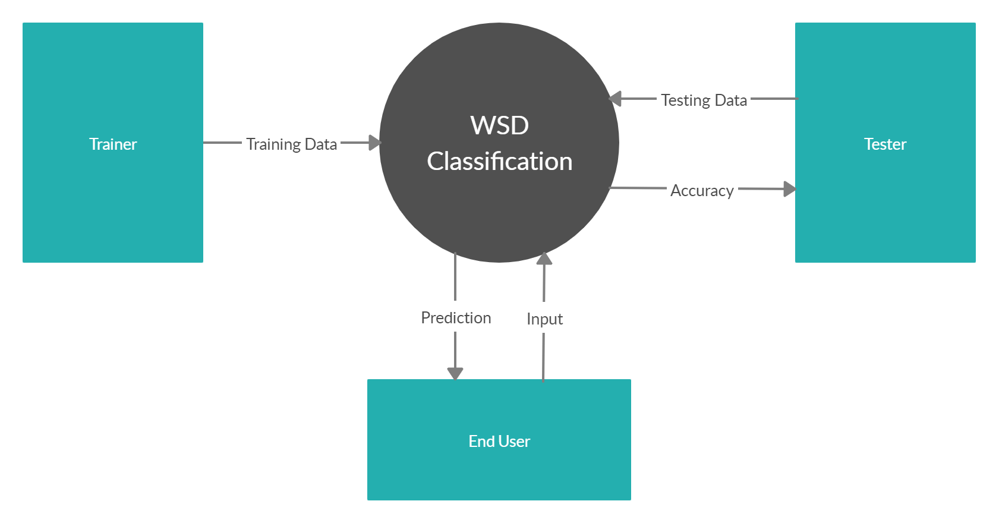 WSD
Classification
Trainer
Training Data
Testing Data
Tester
Accuracy
Prediction
Input
End User